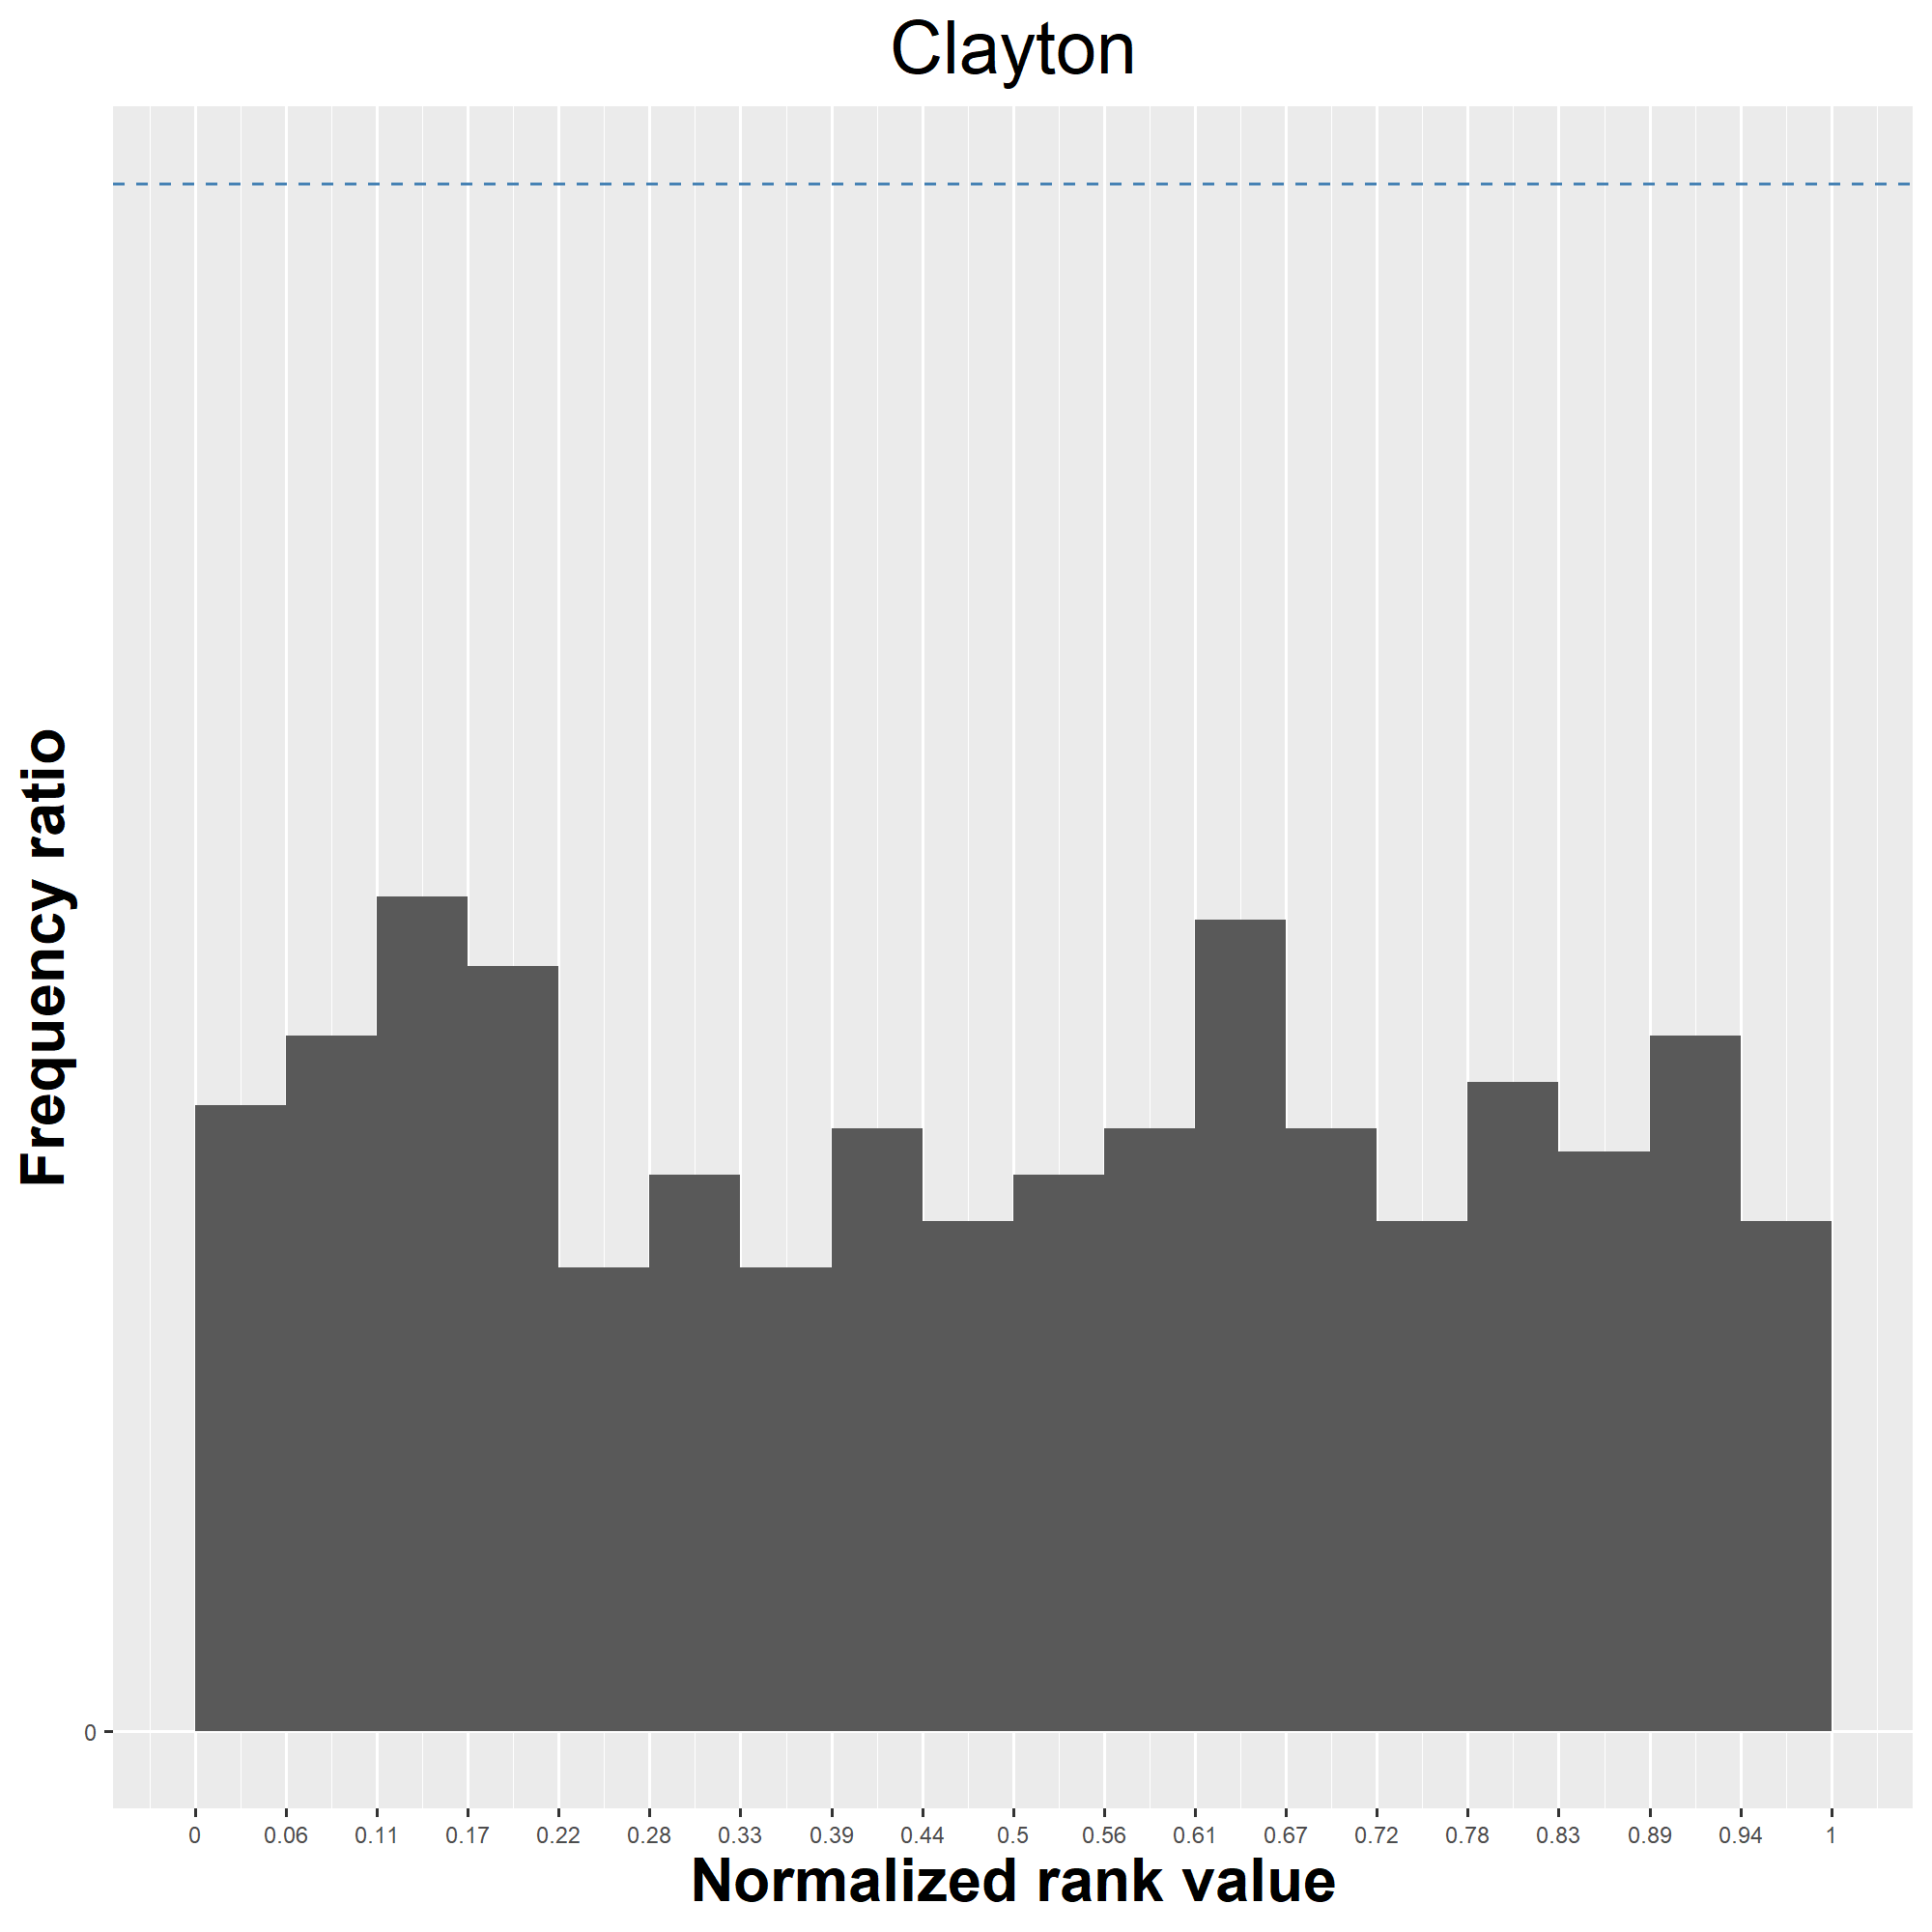 Clayton
Frequency ratio
0
0 0.06 0.11 0.17 0.22 0.28 0.33 0.39 0.44 0.5 0.56 0.61 0.67 0.72 0.78 0.83 0.89 0.94 1
Normalized rank value